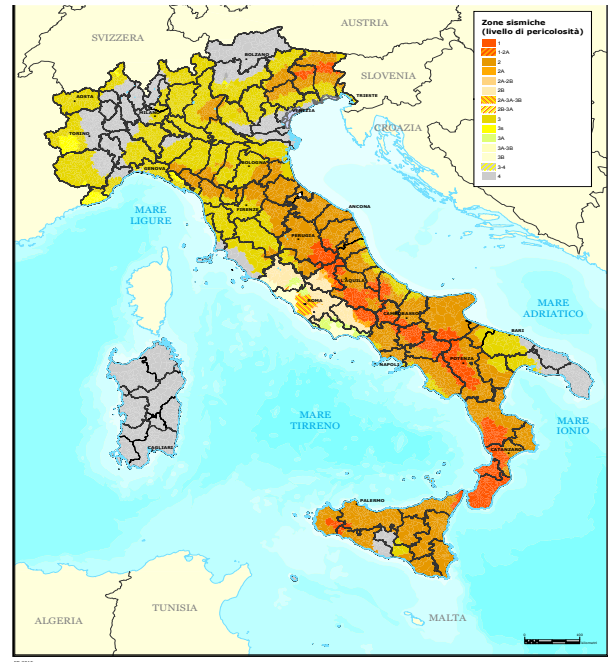 AUSTRIA
SVIZZERA
BOLZANO
SLOVENIA
AOSTA
MILANO
VENEZIA
TRIESTE
TORINO
CROAZIA
GENOVA
BOLOGNA
FIRENZE
ANCONA
MARE
LIGURE
PERUGIA
L'AQUILA
ROMA
CAMPOBASSO
MARE
ADRIATICO
BARI
NAPOLI
POTENZA
MARE
TIRRENO
MARE
IONIO
CAGLIARI
CATANZARO
PALERMO
ALGERIA
TUNISIA
MALTA
Zone sismiche
(livello di pericolosità)
1
1-2A
2
2A
2A-2B
2B
2A-3A-3B
2B-3A
3
3s
3A
3A-3B
3B
3-4
4